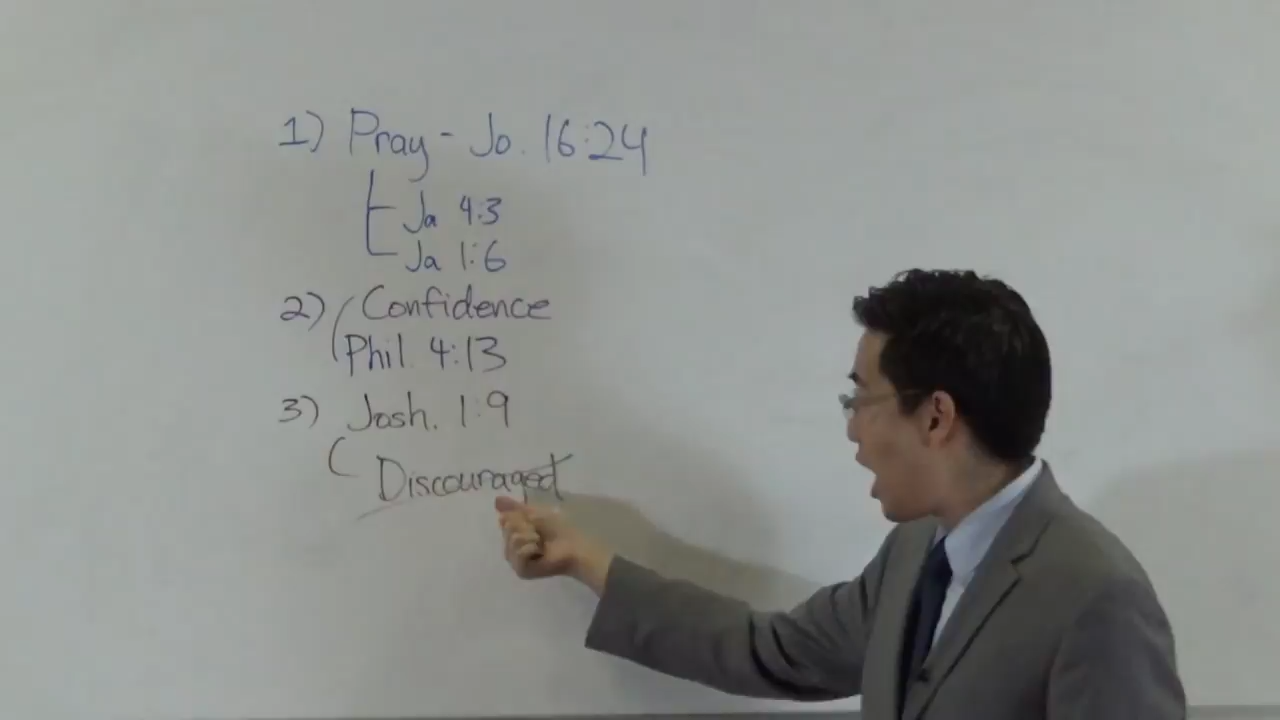 1) Pray - Jo. 16:24
Ja 4:3
Ja 1:6
2) Confidence
Phil. 4:13
3) Josh. 1:9
Discouraged